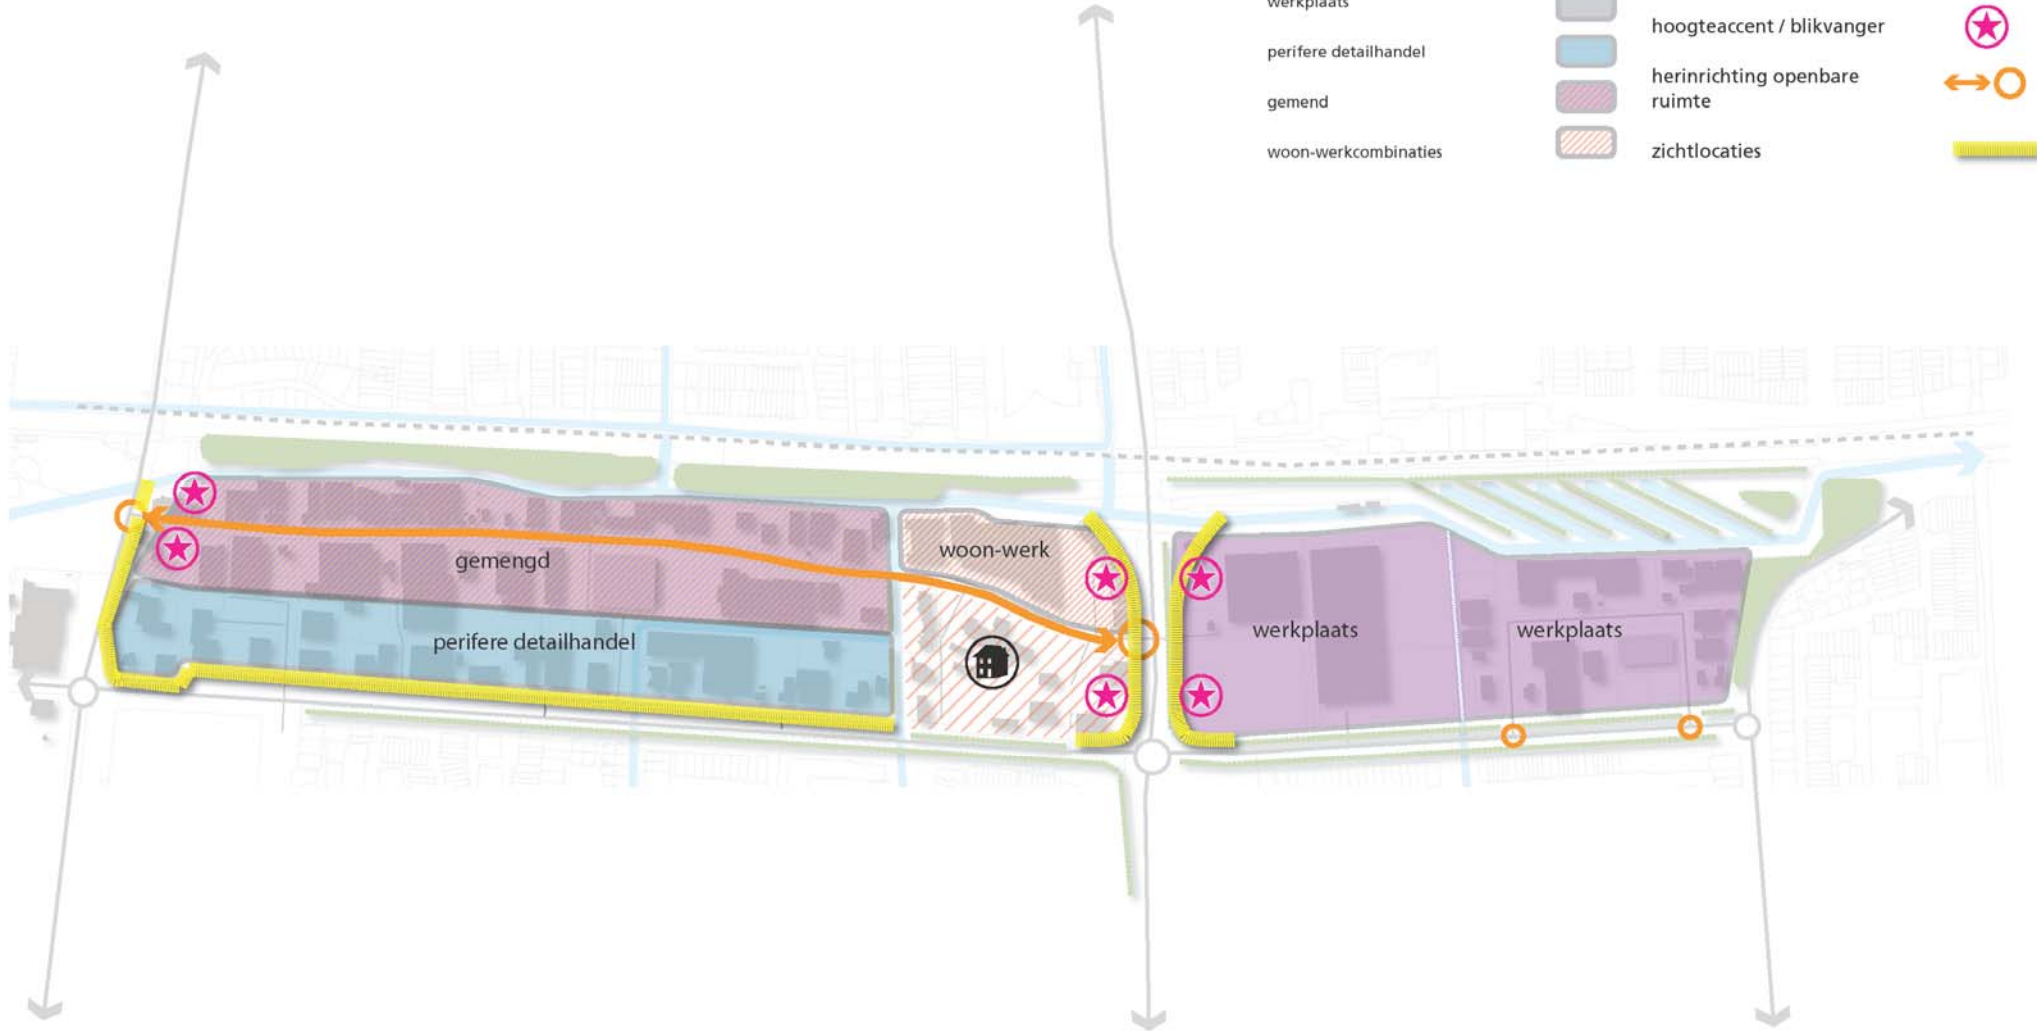 werkplaats
perifere detailhandel
gemend
woon-werkcombinaties
hoogteaccent / blikvanger
herinrichting openbare
ruimte
zichtlocaties
gemengd
woon-werk
perifere detailhandel
werkplaats
werkplaats